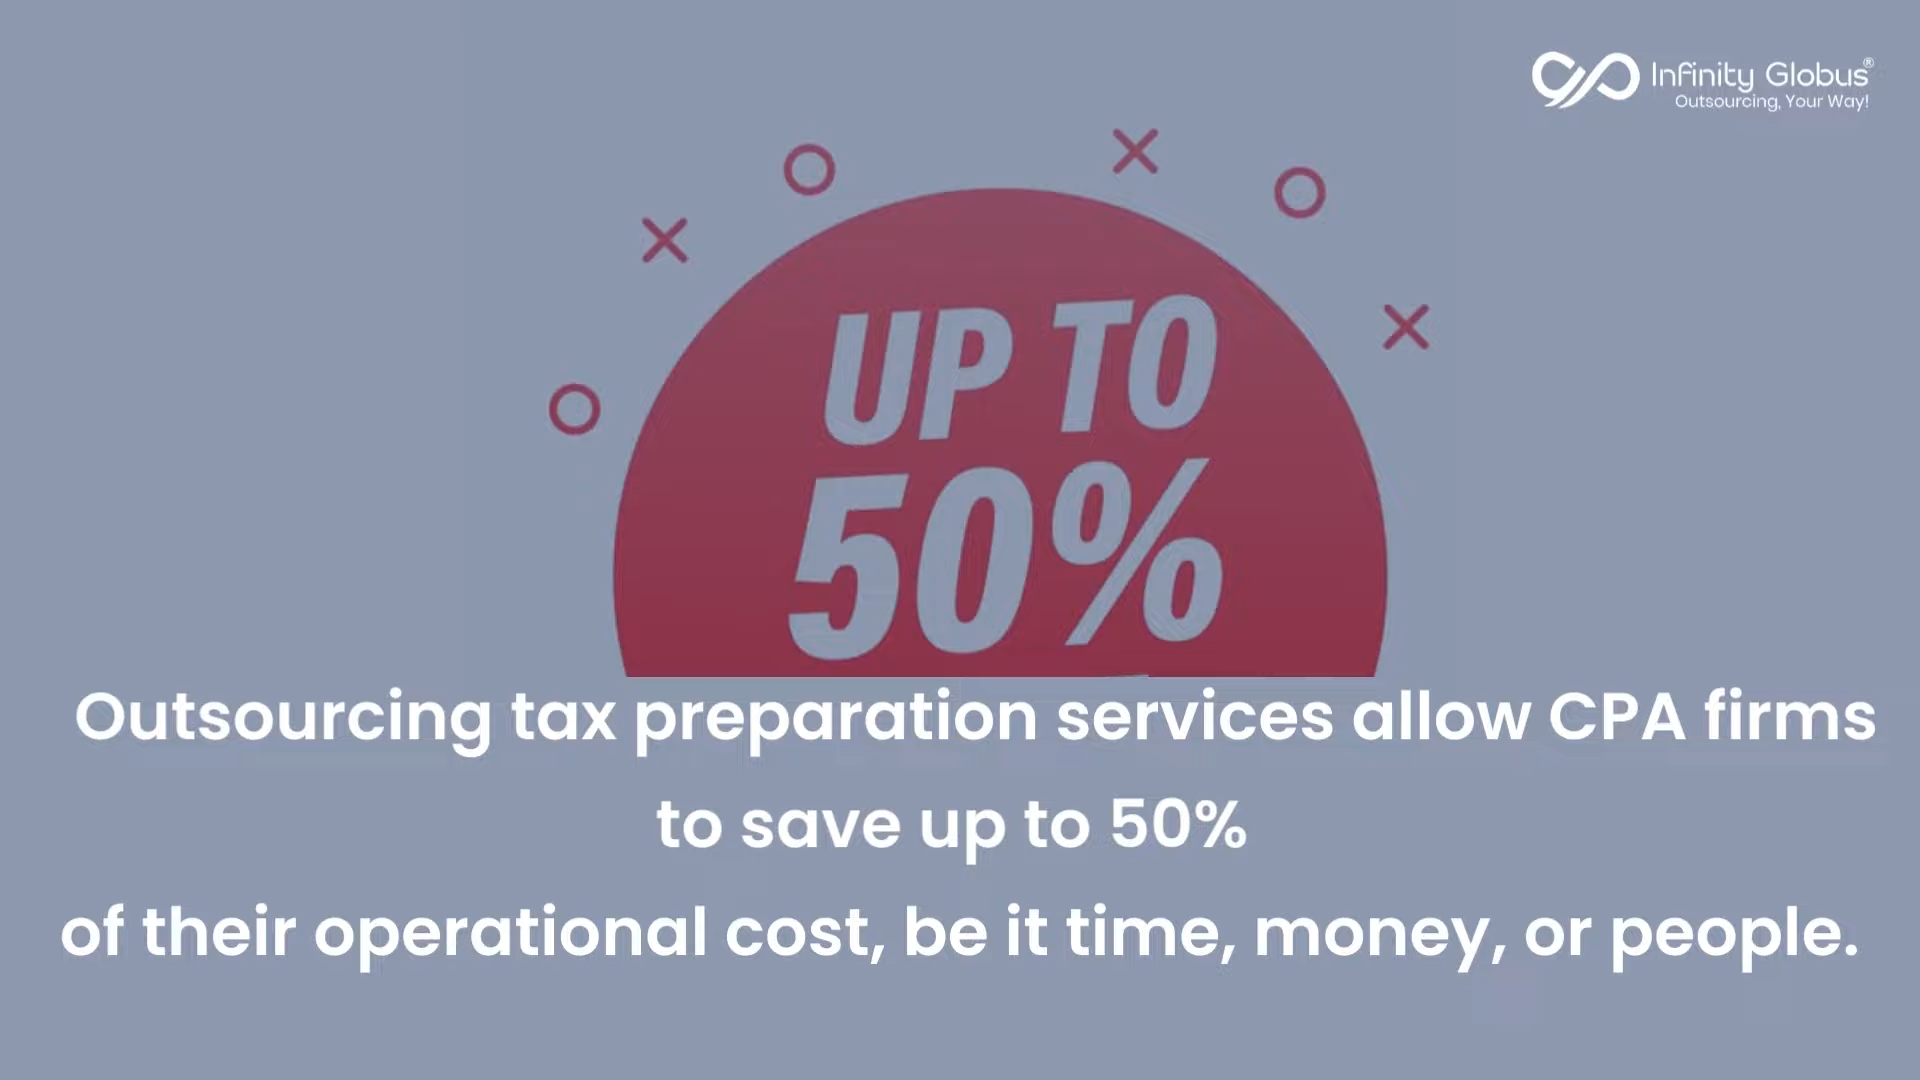 Infinity Globus®
Outsourcing, Your Way!
UP TO
50%
Outsourcing tax preparation services allow CPA firms
to save up to 50%
of their operational cost, be it time, money, or people.